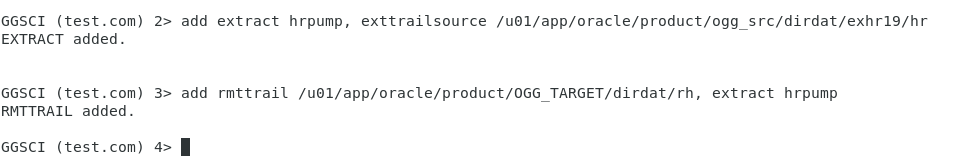 GGSCI (test.com) 2> add extract hrpump, exttrailsource /u01/app/oracle/product/ogg_src/dirdat/exhr19/hr
EXTRACT added.
GGSCI (test.com) 3> add rmttrail /u01/app/oracle/product/OGG_TARGET/dirdat/rh, extract hrpump
RMTTRAIL added.
GGSCI (test.com) 4>